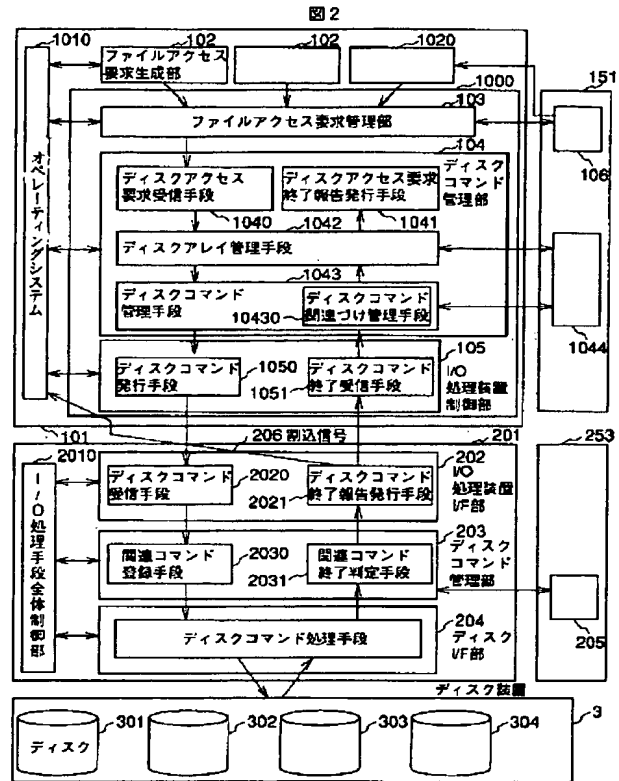 図2
1010
102
102
1020
ファイルアクセス
要求生成部
1000
151
103
ファイルアクセス要求管理部
106
104
オペレーティングシステム
ディスクアクセス
要求受信手段
ディスクアクセス要求
終了報告発行手段
ディスク
コマンド
管理部
1040
1041
1042
ディスクアレイ管理手段
1043
ディスクコマンド
管理手段
ディスクコマンド
関連づけ管理手段
10430
1044
105
ディスクコマンド
発行手段
1050
ディスクコマンド
終了受信手段
1051
I/O
処理装置
制御部
101
206 割込信号
201
253
2010
202
ディスクコマンド
受信手段
2020
ディスクコマンド
終了報告発行手段
2021
I/O
処理装置
I/F部
I/O処理手段全体制御部
203
関連コマンド
登録手段
2030
関連コマンド
終了判定手段
2031
ディスク
コマンド
管理部
204
ディスクコマンド処理手段
ディスク
I/F部
205
ディスク装置
301
302
303
304
3
ディスク